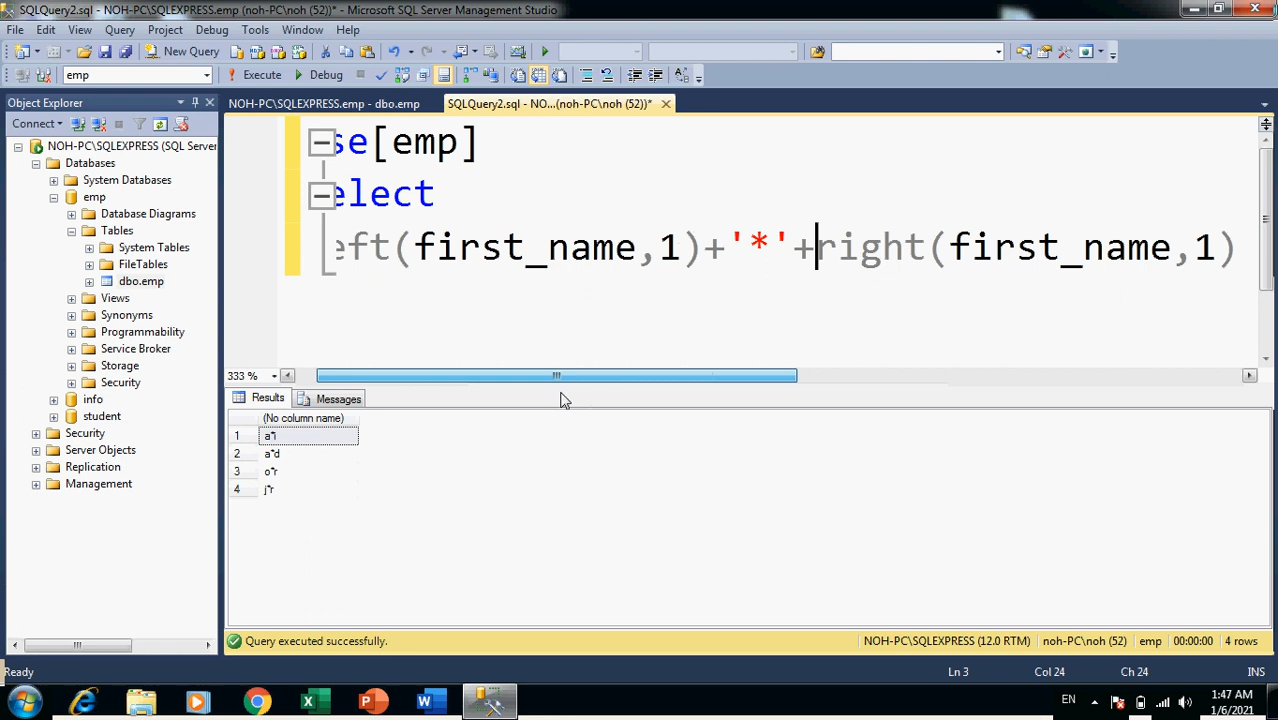 SQLQuery2.sql - NOH-PC\SQLEXPRESS.emp (noh-PC\noh (52))* - Microsoft SQL Server Management Studio
File Edit View Query Project Debug Tools Window Help
New Query
emp Execute Debug
Object Explorer
NOH-PC\SQLEXPRESS.emp - dbo.emp
SQLQuery2.sql - NO...(noh-PC\noh (52))*
Connect
NOH-PC\SQLEXPRESS (SQL Server
Databases
System Databases
emp
Database Diagrams
Tables
System Tables
FileTables
dbo.emp
Views
Synonyms
Programmability
Service Broker
Storage
Security
info
student
Security
Server Objects
Replication
Management
se[emp]
elect
eft(first_name,1)+'*'+right(first_name,1)
333 %
Results Messages
(No column name)
1 a*i
2 a*d
3 o*r
4 j*r
Query executed successfully.
NOH-PC\SQLEXPRESS (12.0 RTM) noh-PC\noh (52) emp 00:00:00 4 rows
Ready Ln 3 Col 24 Ch 24 INS
EN
1:47 AM
1/6/2021